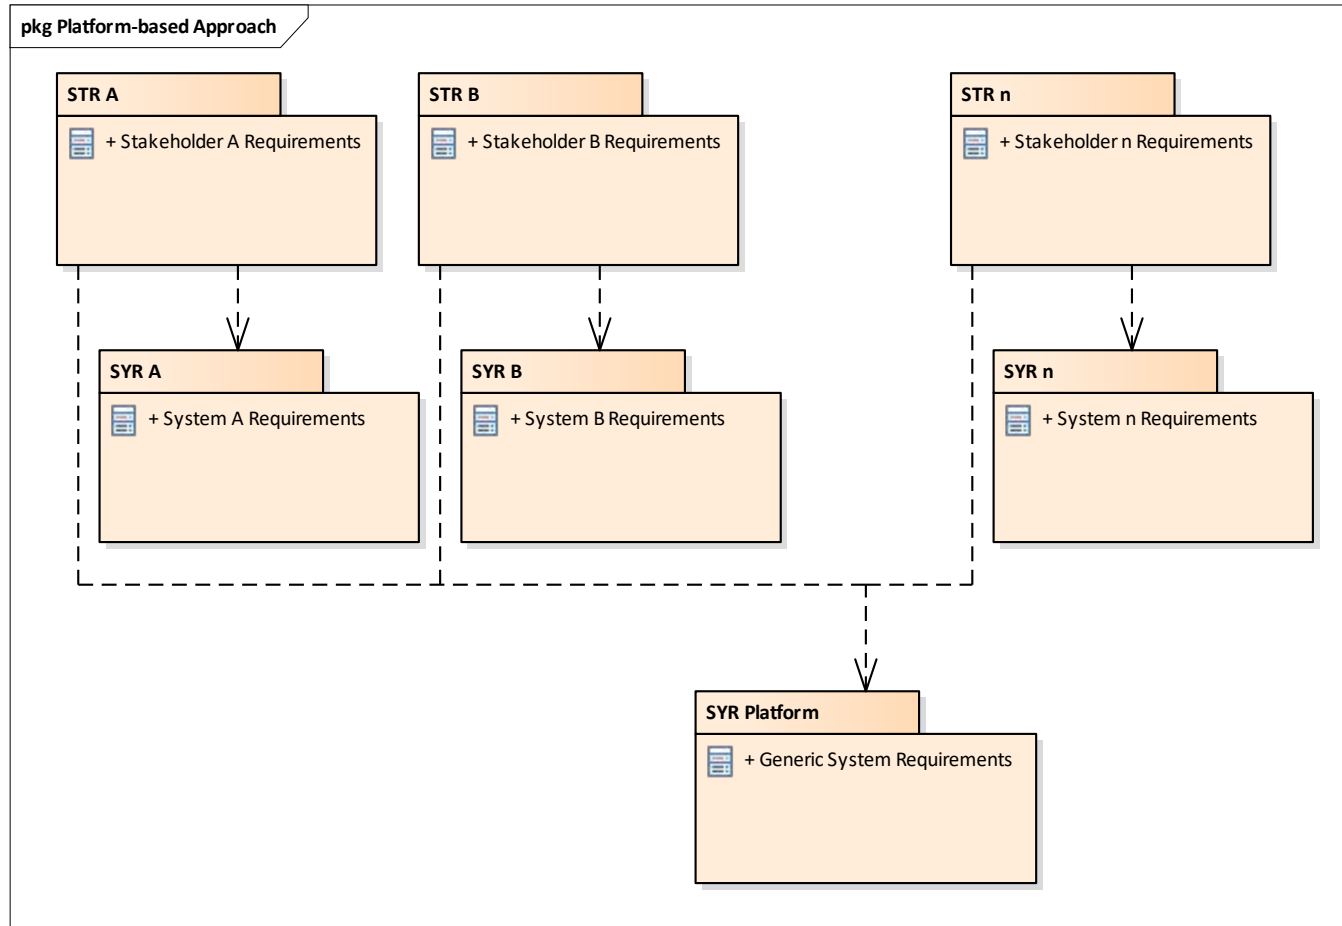 pkg Platform-based Approach
STR A
+ Stakeholder A Requirements
STR B
+ Stakeholder B Requirements
STR n
+ Stakeholder n Requirements
SYR A
+ System A Requirements
SYR B
+ System B Requirements
SYR n
+ System n Requirements
SYR Platform
+ Generic System Requirements